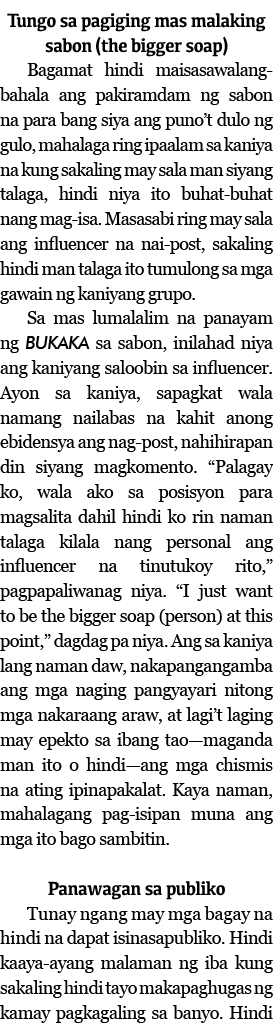 Tungo sa pagiging mas malaking
sabon (the bigger soap)
Bagamat hindi maisasawalang-
bahala ang pakiramdam ng sabon
na para bang siya ang puno't dulo ng
gulo, mahalaga ring ipaalam sa kaniya
na kung sakaling may sala man siyang
talaga, hindi niya ito buhat-buhat
nang mag-isa. Masasabi ring may sala
ang influencer na nai-post, sakaling
hindi man talaga ito tumulong sa mga
gawain ng kaniyang grupo.
Sa mas lumalalim na panayam
ng BUKAKA sa sabon, inilahad niya
ang kaniyang saloobin sa influencer.
Ayon sa kaniya, sapagkat wala
namang nailabas na kahit anong
ebidensya ang nag-post, nahihirapan
din siyang magkomento. “Palagay
ko, wala ako sa posisyon para
magsalita dahil hindi ko rin naman
talaga kilala nang personal ang
influencer na tinutukoy rito,”
pagpapaliwanag niya. “I just want
to be the bigger soap (person) at this
point,” dagdag pa niya. Ang sa kaniya
lang naman daw, nakapangangamba
ang mga naging pangyayari nitong
mga nakaraang araw, at lagi't laging
may epekto sa ibang tao—maganda
man ito o hindi—ang mga chismis
na ating ipinapakalat. Kaya naman,
mahalagang pag-isipan muna ang
mga ito bago sambitin.
Panawagan sa publiko
Tunay ngang may mga bagay na
hindi na dapat isinasapubliko. Hindi
kaaya-ayang malaman ng iba kung
sakaling hindi tayo makapaghugas ng
kamay pagkagaling sa banyo. Hindi